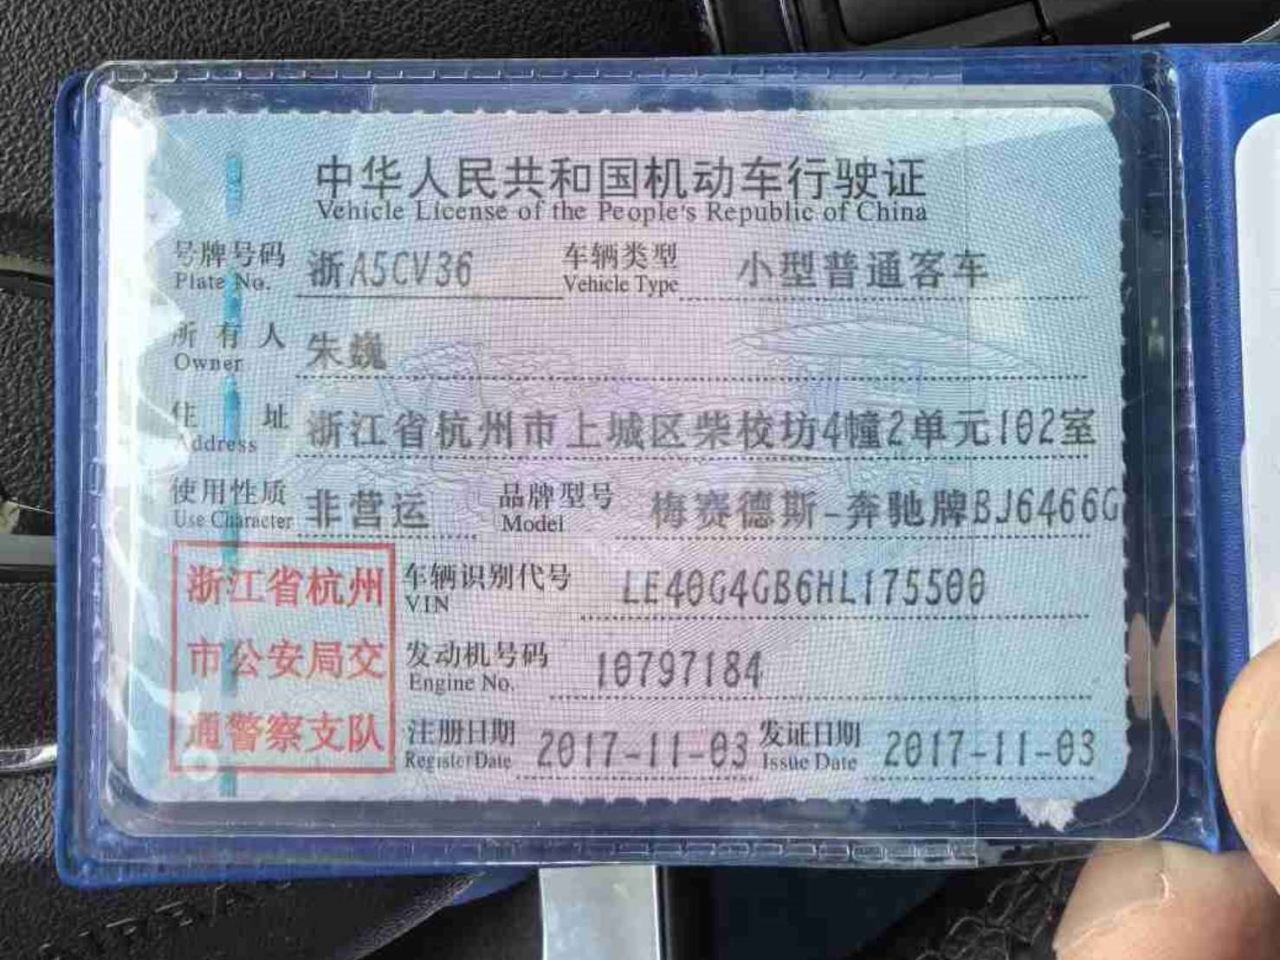 中华人民共和国机动车行驶证
Vehicle License of the People's Republic of China
号牌号码 浙A5CV36 车辆类型 小型普通客车
Plate No. Vehicle Type
所有人 朱巍
Owner
住址 浙江省杭州市上城区柴校坊4幢2单元102室
Address
使用性质 非营运 品牌型号 梅赛德斯-奔驰牌BJ6466G
Use Character Model
浙江省杭州 车辆识别代号 LE40G4GB6HL175500
VIN
市公安局交 发动机号码 10797184
Engine No.
通警察支队 注册日期 2017-11-03 发证日期 2017-11-03
Register Date Issue Date
AIRBAG